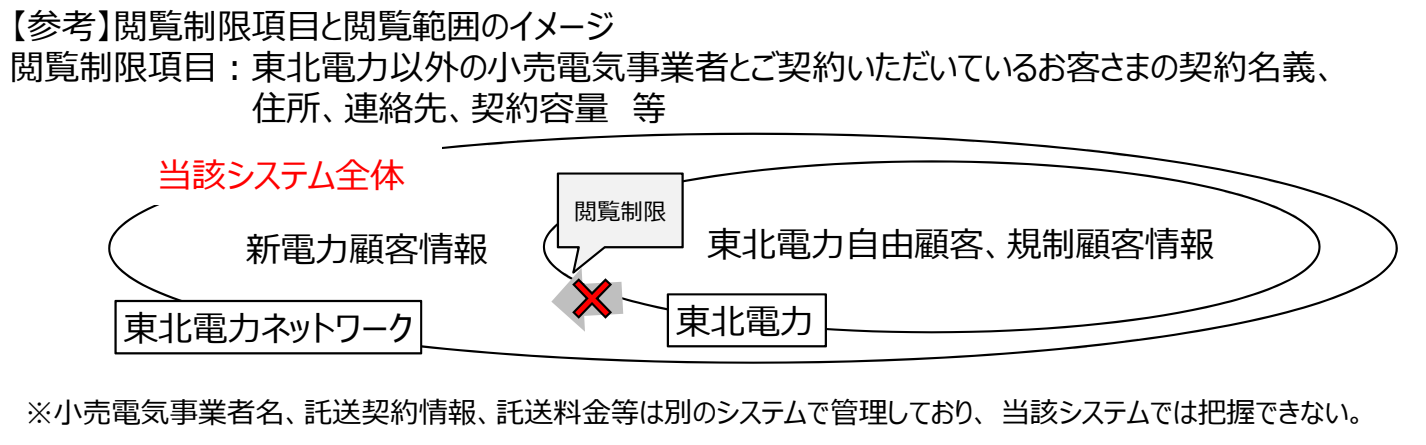 【参考】閲覧制限項目と閲覧範囲のイメージ
閲覧制限項目：東北電力以外の小売電気事業者とご契約いただいているお客さまの契約名義、
住所、連絡先、契約容量　等
当該システム全体
閲覧制限
新電力顧客情報
東北電力自由顧客、規制顧客情報
東北電力ネットワーク
東北電力
※小売電気事業者名、託送契約情報、託送料金等は別のシステムで管理しており、当該システムでは把握できない。